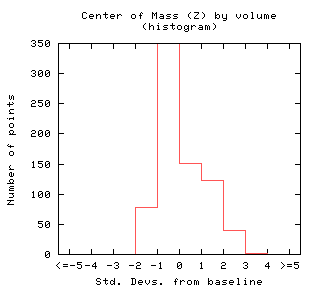 Center of Mass (Z) by volume
(histogram)
Number of points
350
300
250
200
150
100
50
0
<=-5 -4 -3 -2 -1 0 1 2 3 4 >=5
Std. Devs. from baseline